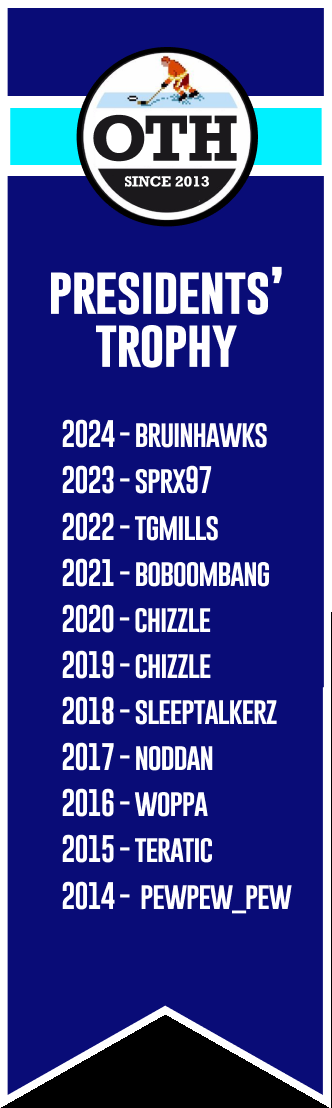 OTH
SINCE 2013
PRESIDENTS’
TROPHY
2024 - BRUINHAWKS
2023 - SPRX97
2022 - TGMILLS
2021 - BOBOOMBANG
2020 - CHIZZLE
2019 - CHIZZLE
2018 - SLEEPTALKERZ
2017 - NODDAN
2016 - WOPPA
2015 - TERATIC
2014 - PEWPEW_PEW